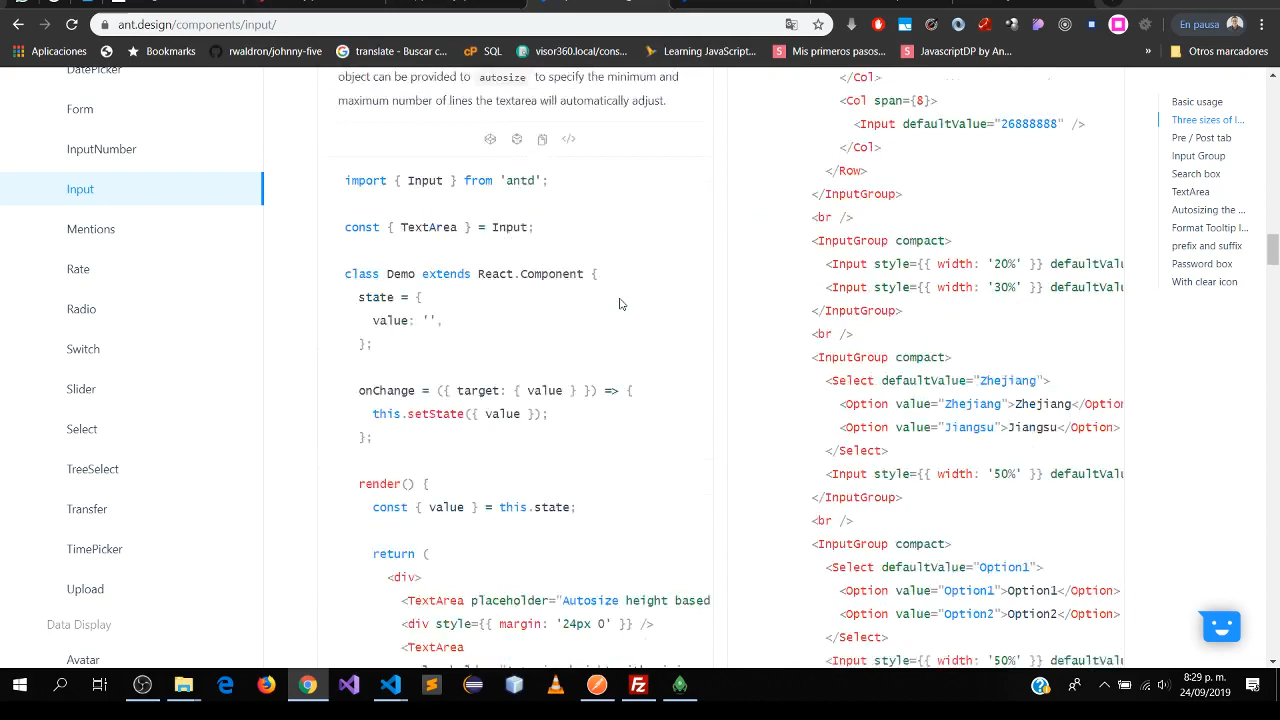 ant.design/components/input/
En pausa
Aplicaciones
Bookmarks
rwaldron/johnny-five
translate - Buscar c...
SQL
visor360.local/cons...
Learning JavaScript...
Mis primeros pasos...
JavascriptDP by An...
»
Otros marcadores
DatePicker
Form
InputNumber
Input
Mentions
Rate
Radio
Switch
Slider
Select
TreeSelect
Transfer
TimePicker
Upload
Data Display
Avatar
object can be provided to autosize to specify the minimum and
maximum number of lines the textarea will automatically adjust.
import { Input } from 'antd';
const { TextArea } = Input;
class Demo extends React.Component {
state = {
value: '',
};
onChange = ({ target: { value } }) => {
this.setState({ value });
};
render() {
const { value } = this.state;
return (
<div>
<TextArea placeholder="Autosize height based
<div style={{ margin: '24px 0' }} />
<TextArea
</Col>
<Col span={8}>
<Input defaultValue="26888888" />
</Col>
</Row>
</InputGroup>
<br />
<InputGroup compact>
<Input style={{ width: '20%' }} defaultVal
<Input style={{ width: '30%' }} defaultVal
</InputGroup>
<br />
<InputGroup compact>
<Select defaultValue="Zhejiang">
<Option value="Zhejiang">Zhejiang</Option
<Option value="Jiangsu">Jiangsu</Option>
</Select>
<Input style={{ width: '50%' }} defaultVal
</InputGroup>
<br />
<InputGroup compact>
<Select defaultValue="Option1">
<Option value="Option1">Option1</Option>
<Option value="Option2">Option2</Option>
</Select>
<Input style={{ width: '50%' }} defaultVal
Basic usage
Three sizes of I...
Pre / Post tab
Input Group
Search box
TextArea
Autosizing the ...
Format Tooltip I...
prefix and suffix
Password box
With clear icon
8:29 p. m.
24/09/2019